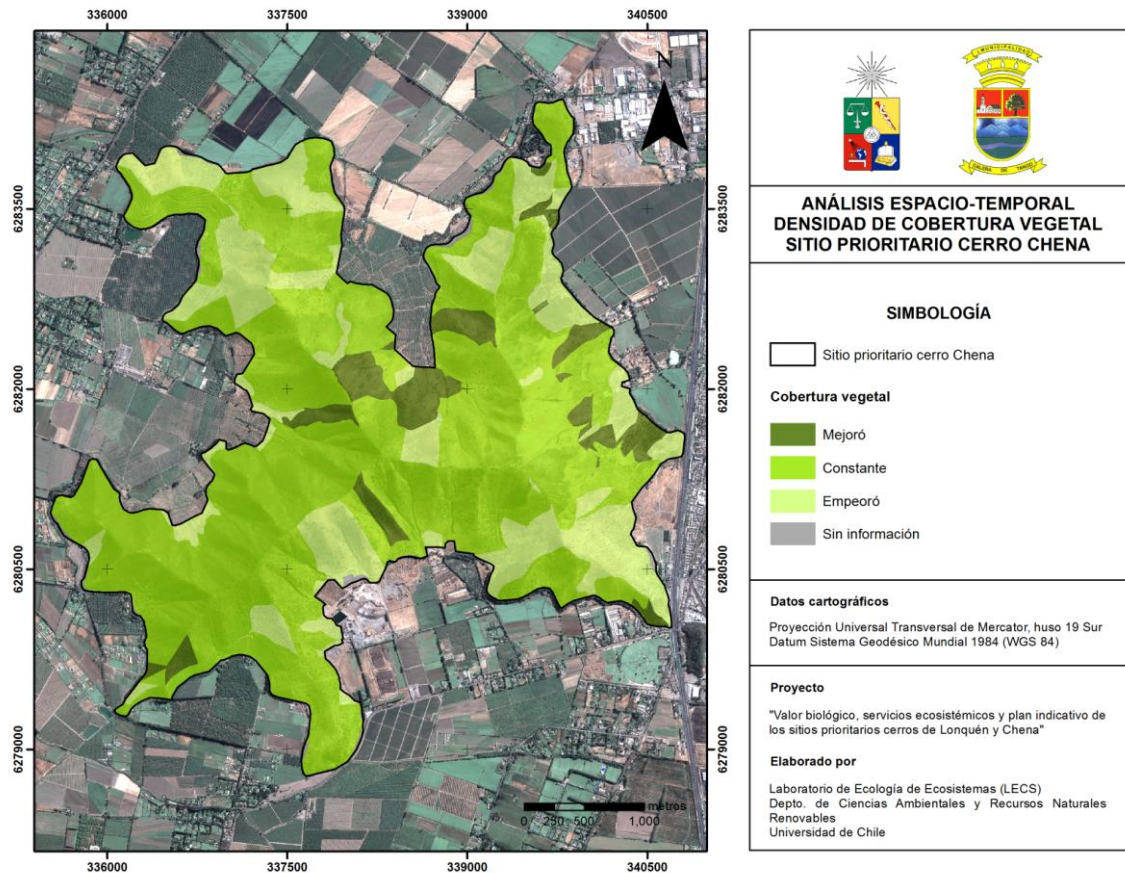 336000 337500 339000 340500
N
6283500 6283500
6282000 6282000
6280500 6280500
6279000 6279000
metros
0 250 500 1,000
336000 337500 339000 340500
MUNICIPALIDAD
CALERA DE TANGO
ANÁLISIS ESPACIO-TEMPORAL
DENSIDAD DE COBERTURA VEGETAL
SITIO PRIORITARIO CERRO CHENA
SIMBOLOGÍA
Sitio prioritario cerro Chena
Cobertura vegetal
Mejoró
Constante
Empeoró
Sin información
Datos cartográficos
Proyección Universal Transversal de Mercator, huso 19 Sur
Datum Sistema Geodésico Mundial 1984 (WGS 84)
Proyecto
"Valor biológico, servicios ecosistémicos y plan indicativo de
los sitios prioritarios cerros de Lonquén y Chena"
Elaborado por
Laboratorio de Ecología de Ecosistemas (LECS)
Depto. de Ciencias Ambientales y Recursos Naturales
Renovables
Universidad de Chile